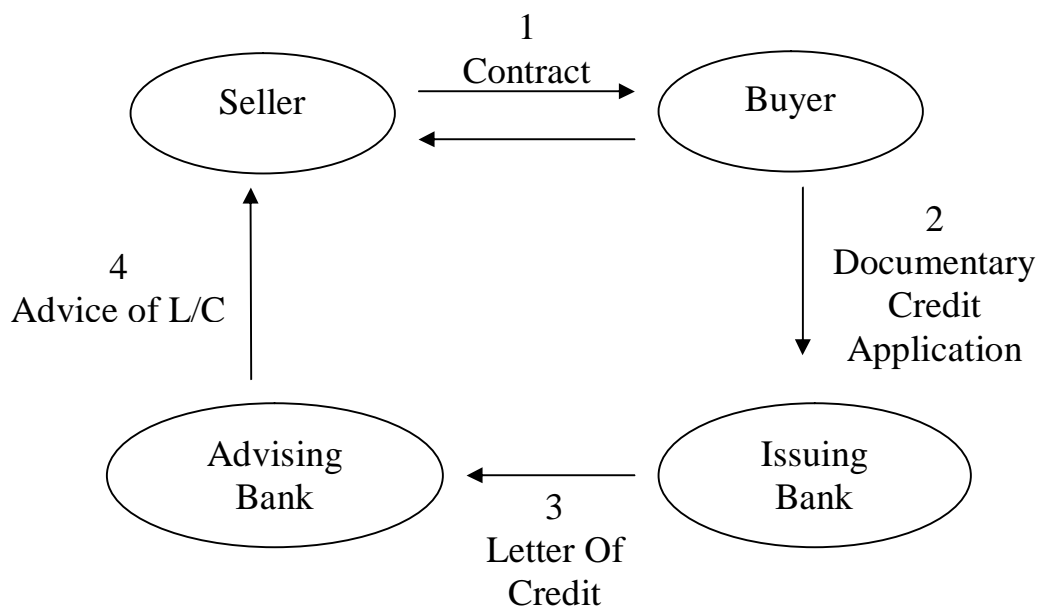 1
Contract
Seller
Buyer
2
Documentary
Credit
Application
4
Advice of L/C
Advising
Bank
Issuing
Bank
3
Letter Of
Credit